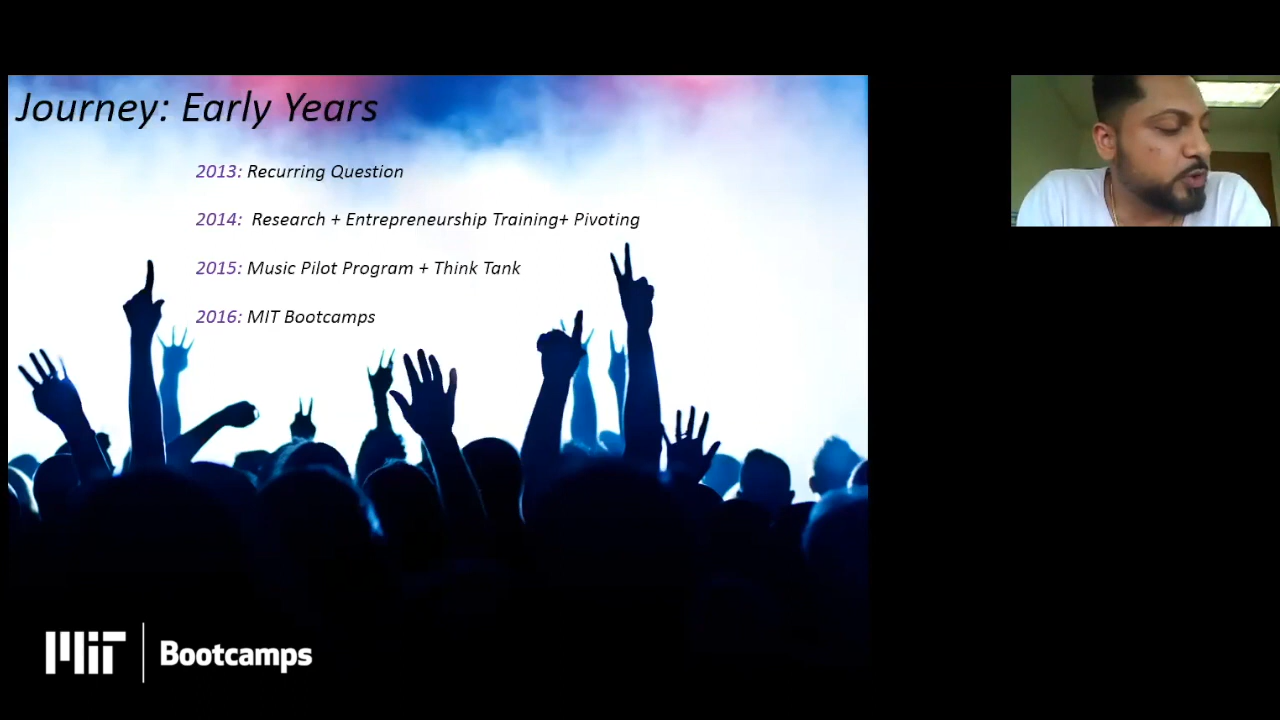 Journey: Early Years
2013: Recurring Question
2014: Research + Entrepreneurship Training+ Pivoting
2015: Music Pilot Program + Think Tank
2016: MIT Bootcamps
MIT Bootcamps